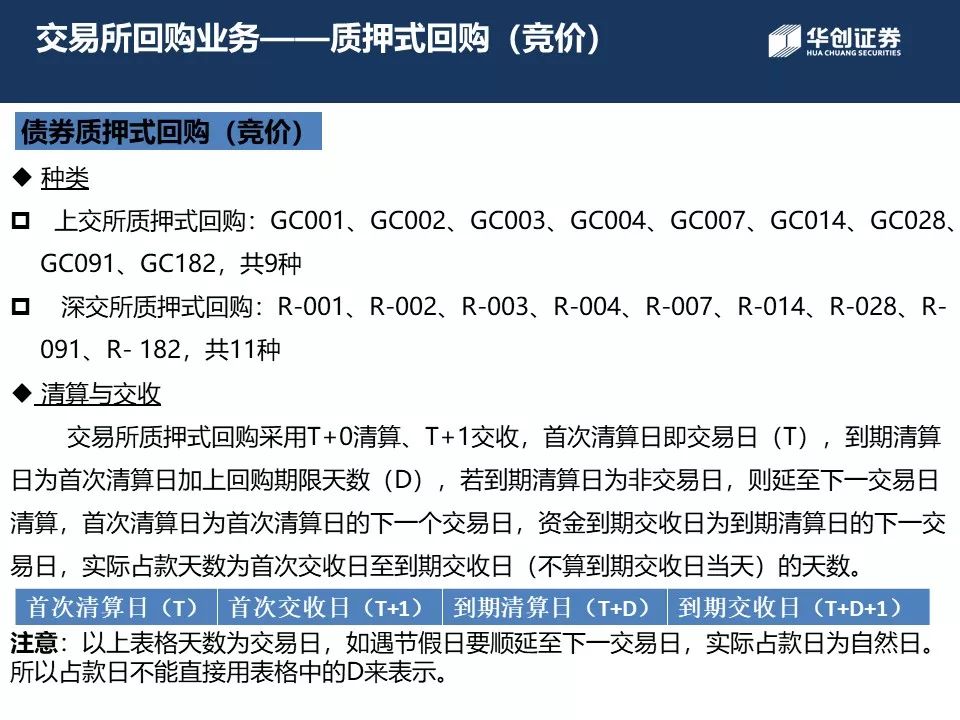 交易所回购业务——质押式回购（竞价）
华创证券
HUA CHUANG SECURITIES
债券质押式回购（竞价）
◆ 种类
上交所质押式回购：GC001、GC002、GC003、GC004、GC007、GC014、GC028、
GC091、GC182，共9种
深交所质押式回购：R-001、R-002、R-003、R-004、R-007、R-014、R-028、R-
091、R- 182，共11种
◆ 清算与交收
交易所质押式回购采用T+0清算、T+1交收，首次清算日即交易日（T），到期清算
日为首次清算日加上回购期限天数（D），若到期清算日为非交易日，则延至下一交易日
清算，首次清算日为首次清算日的下一个交易日，资金到期交收日为到期清算日的下一交
易日，实际占款天数为首次交收日至到期交收日（不算到期交收日当天）的天数。
首次清算日（T） 首次交收日（T+1） 到期清算日（T+D） 到期交收日（T+D+1）
注意：以上表格天数为交易日，如遇节假日要顺延至下一交易日，实际占款日为自然日。
所以占款日不能直接用表格中的D来表示。